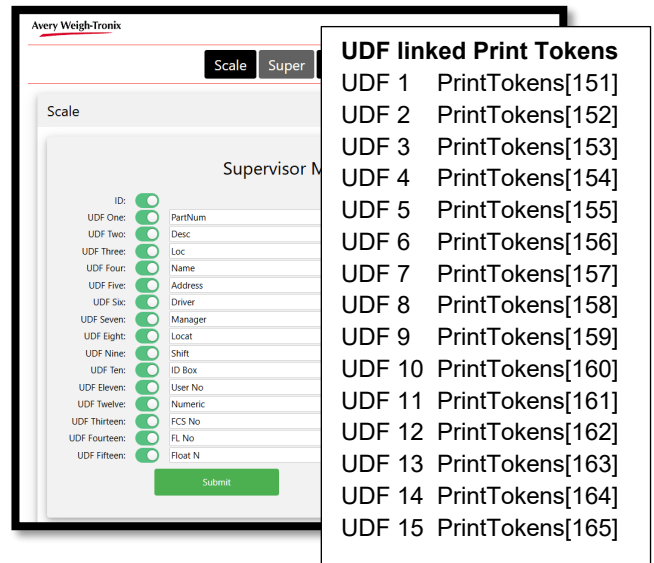 Avery Weigh-Tronix
Scale Super
Scale
Supervisor M
ID:
UDF One: PartNum
UDF Two: Desc
UDF Three: Loc
UDF Four: Name
UDF Five: Address
UDF Six: Driver
UDF Seven: Manager
UDF Eight: Locat
UDF Nine: Shift
UDF Ten: ID Box
UDF Eleven: User No
UDF Twelve: Numeric
UDF Thirteen: FCS No
UDF Fourteen: FL No
UDF Fifteen: Float N
Submit
UDF linked Print Tokens
UDF 1 PrintTokens[151]
UDF 2 PrintTokens[152]
UDF 3 PrintTokens[153]
UDF 4 PrintTokens[154]
UDF 5 PrintTokens[155]
UDF 6 PrintTokens[156]
UDF 7 PrintTokens[157]
UDF 8 PrintTokens[158]
UDF 9 PrintTokens[159]
UDF 10 PrintTokens[160]
UDF 11 PrintTokens[161]
UDF 12 PrintTokens[162]
UDF 13 PrintTokens[163]
UDF 14 PrintTokens[164]
UDF 15 PrintTokens[165]